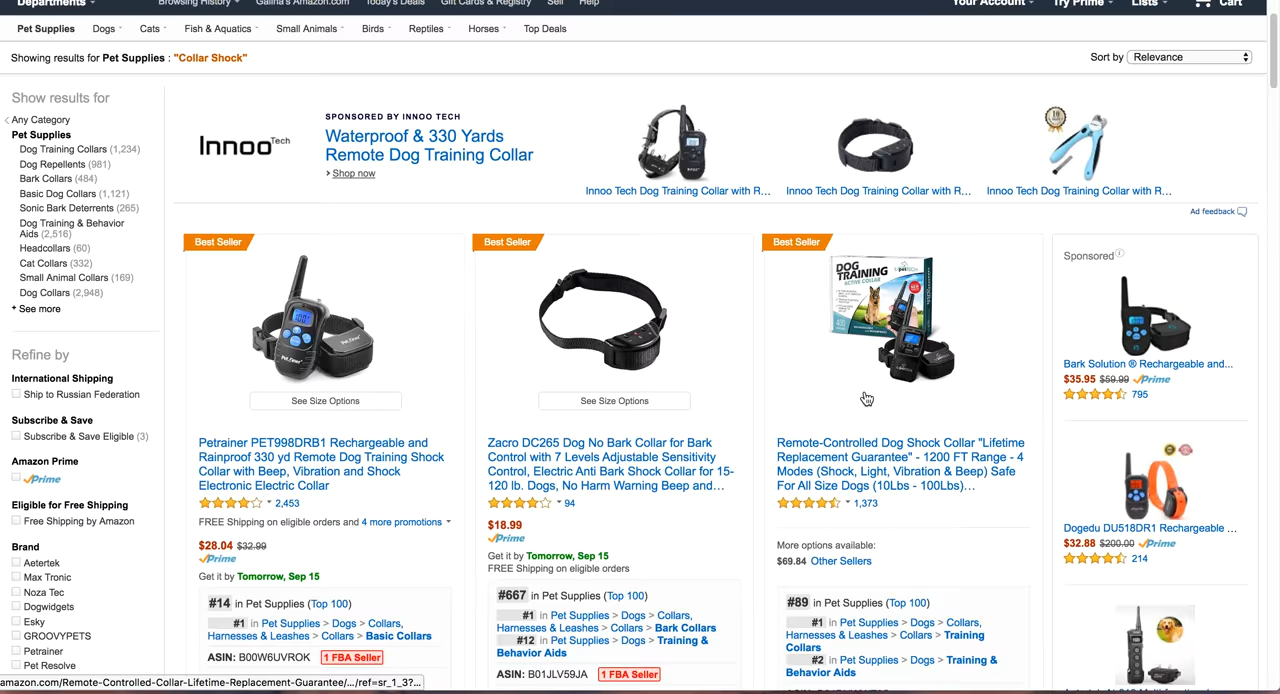 Departments
Browsing History
Galina's Amazon.com
Today's Deals
Gift Cards & Registry
Sell
Help
Your Account
Try Prime
Lists
Cart
Pet Supplies
Dogs
Cats
Fish & Aquatics
Small Animals
Birds
Reptiles
Horses
Top Deals
Showing results for Pet Supplies : "Collar Shock"
Sort by Relevance
Show results for
Any Category
Pet Supplies
Dog Training Collars (1,234)
Dog Repellents (981)
Bark Collars (484)
Basic Dog Collars (1,121)
Sonic Bark Deterrents (265)
Dog Training & Behavior
Aids (2,516)
Headcollars (60)
Cat Collars (332)
Small Animal Collars (169)
Dog Collars (2,948)
+ See more
Refine by
International Shipping
Ship to Russian Federation
Subscribe & Save
Subscribe & Save Eligible (3)
Amazon Prime
Prime
Eligible for Free Shipping
Free Shipping by Amazon
Brand
Aetertek
Max Tronic
Noza Tec
Dogwidgets
Esky
GROOVYPETS
Petrainer
Pet Resolve
Innoo Tech
SPONSORED BY INNOO TECH
Waterproof & 330 Yards
Remote Dog Training Collar
› Shop now
Innoo Tech Dog Training Collar with R...
Innoo Tech Dog Training Collar with R...
Innoo Tech Dog Training Collar with R...
Ad feedback
Best Seller
See Size Options
Petrainer PET998DRB1 Rechargeable and
Rainproof 330 yd Remote Dog Training Shock
Collar with Beep, Vibration and Shock
Electronic Electric Collar
2,453
FREE Shipping on eligible orders and 4 more promotions
$28.04 $32.99
Prime
Get it by Tomorrow, Sep 15
#14 in Pet Supplies (Top 100)
#1 in Pet Supplies > Dogs > Collars,
Harnesses & Leashes > Collars > Basic Collars
ASIN: B00W6UVROK 1 FBA Seller
Best Seller
See Size Options
Zacro DC265 Dog No Bark Collar for Bark
Control with 7 Levels Adjustable Sensitivity
Control, Electric Anti Bark Shock Collar for 15-
120 lb. Dogs, No Harm Warning Beep and…
94
$18.99
Prime
Get it by Tomorrow, Sep 15
FREE Shipping on eligible orders
#667 in Pet Supplies (Top 100)
#1 in Pet Supplies > Dogs > Collars,
Harnesses & Leashes > Collars > Bark Collars
#12 in Pet Supplies > Dogs > Training &
Behavior Aids
ASIN: B01JLV59JA 1 FBA Seller
Best Seller
DOG
TRAINING
ACTIVE COLLAR
Remote-Controlled Dog Shock Collar "Lifetime
Replacement Guarantee" - 1200 FT Range - 4
Modes (Shock, Light, Vibration & Beep) Safe
For All Size Dogs (10Lbs - 100Lbs)…
1,373
More options available:
$69.84 Other Sellers
#89 in Pet Supplies (Top 100)
#1 in Pet Supplies > Dogs > Collars,
Harnesses & Leashes > Collars > Training
Collars
#2 in Pet Supplies > Dogs > Training &
Behavior Aids
Sponsored
Bark Solution ® Rechargeable and...
$35.95 $59.99 Prime
795
Dogedu DU518DR1 Rechargeable ...
$32.88 $200.00 Prime
214
amazon.com/Remote-Controlled-Collar-Lifetime-Replacement-Guarantee/.../ref=sr_1_3?...